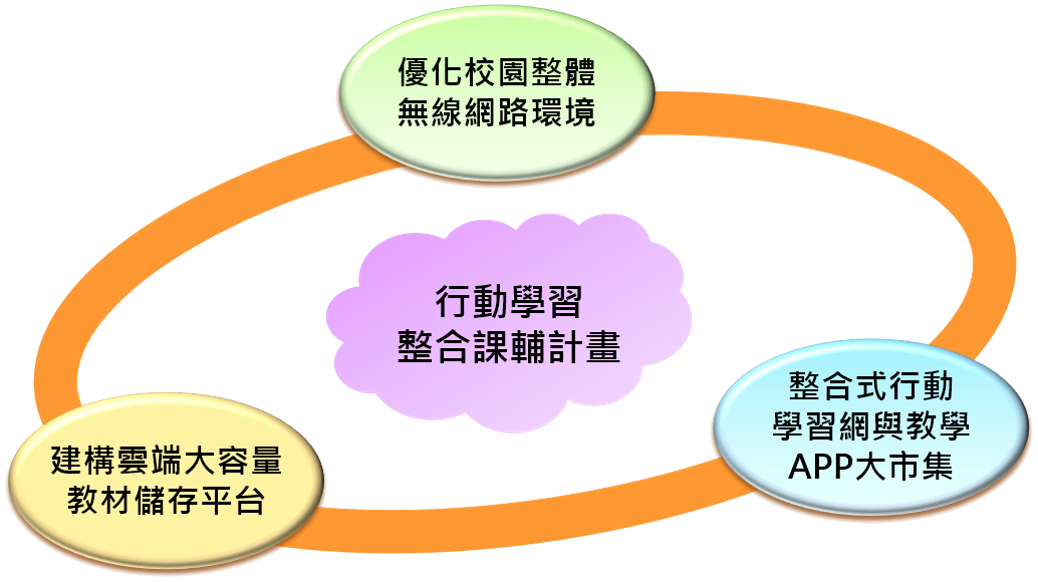 優化校園整體
無線網路環境
行動學習
整合課輔計畫
整合式行動
學習網與教學
APP大市集
建構雲端大容量
教材儲存平台